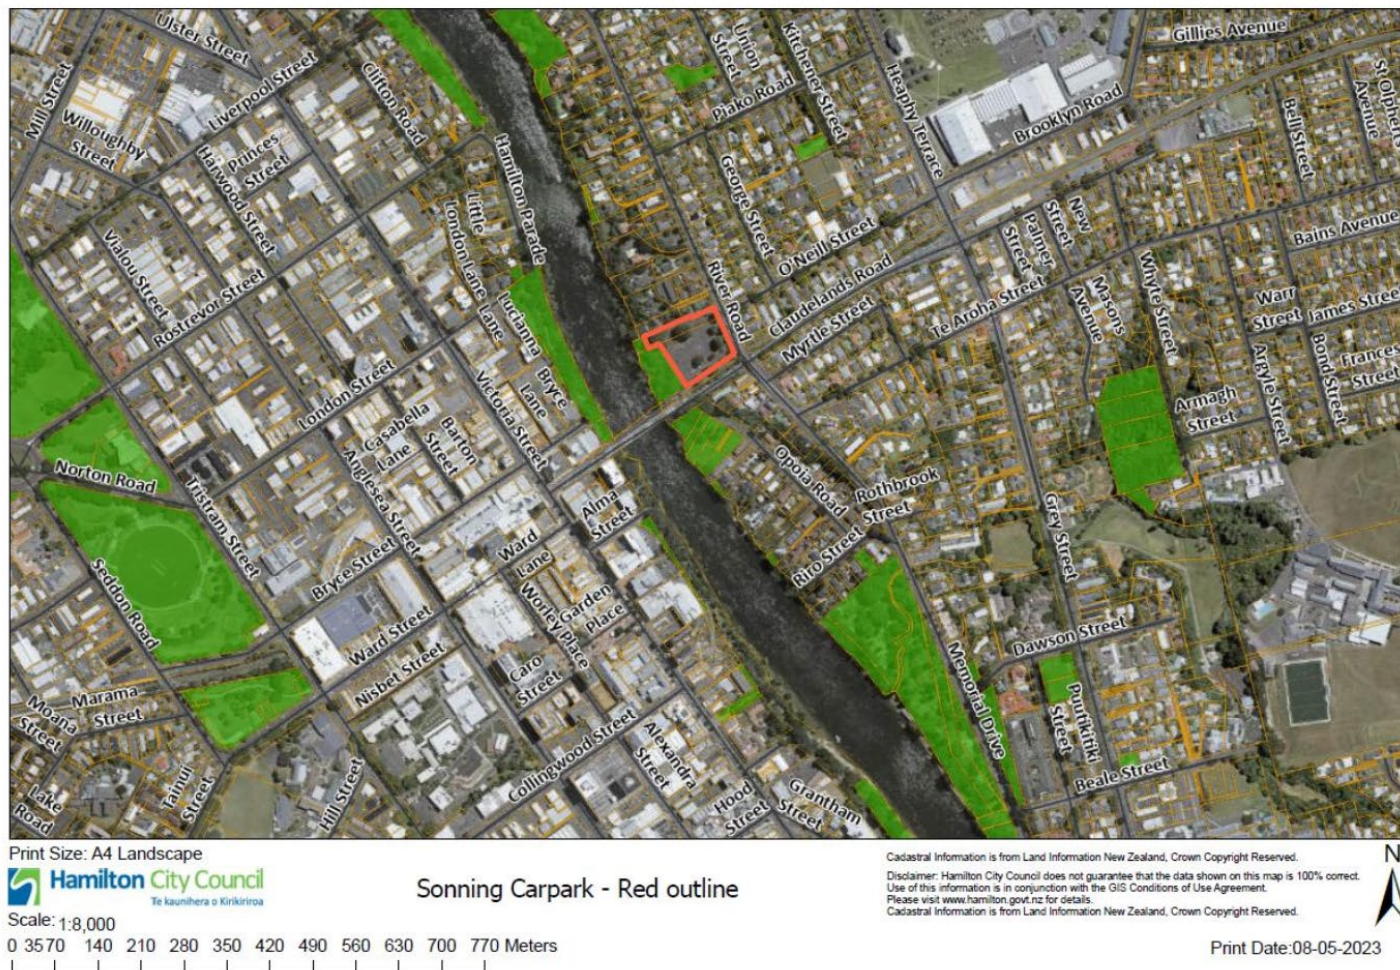 Ulster Street
Liverpool Street
Mill Street
Willoughby Street
Clifton Road
Princes Street
Harwood Street
Vialou Street
Rostrevor Street
Hamilton Parade
Little London Lane
London Lane
Lucianna Lane
Bryce
London Street
Casabella Lane
Barton Street
Victoria Street
Anglesea Street
Norton Road
Tristram Street
Seddon Road
Bryce Street
Ward Street
Nisbet Street
Ward Lane
Alma Street
Worley Place
Garden Place
Caro Street
Collingwood Street
Alexandra Street
Hood Street
Grantham Street
Marama Street
Moana Street
Lake Road
Tainui Street
Hill Street
Union Street
Kitchener Street
Piako Road
Heaphy Terrace
Gillies Avenue
Brooklyn Road
Bell Street
Avenue
George Street
O'Neill Street
River Road
Claudelands Road
Myrtle Street
Te Aroha Street
Palmer Street
New Street
Masons Avenue
Whyte Street
Bains Avenue
Warr Street
James Stree
Frances Street
Bond Street
Argyle Street
Armagh Street
Opoia Road
Rothbrook
Riro Street
Street
Grey Street
Dawson Street
Memorial Drive
Putikitiki Street
Beale Street
Print Size: A4 Landscape
Hamilton City Council
Te kaunihera o Kirikiriroa
Scale: 1:8,000
0 35 70 140 210 280 350 420 490 560 630 700 770 Meters
Sonning Carpark - Red outline
Cadastral Information is from Land Information New Zealand, Crown Copyright Reserved.
Disclaimer: Hamilton City Council does not guarantee that the data shown on this map is 100% correct.
Use of this information is in conjunction with the GIS Conditions of Use Agreement.
Please visit www.hamilton.govt.nz for details.
Cadastral Information is from Land Information New Zealand, Crown Copyright Reserved.
N
Print Date:08-05-2023